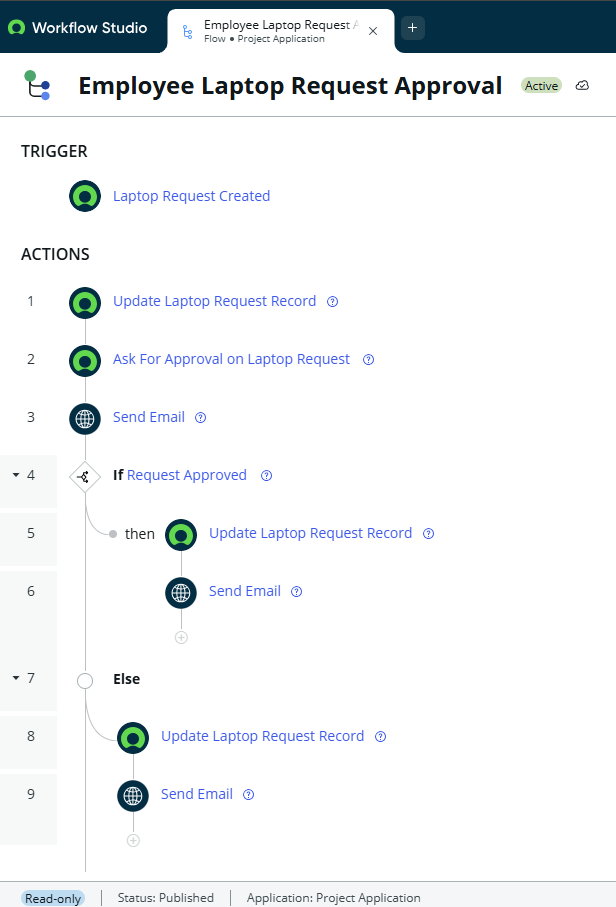 Workflow Studio
Employee Laptop Request A
Flow • Project Application
Employee Laptop Request Approval
Active
TRIGGER
Laptop Request Created
ACTIONS
1 Update Laptop Request Record
2 Ask For Approval on Laptop Request
3 Send Email
4 If Request Approved
5 then Update Laptop Request Record
6 Send Email
7 Else
8 Update Laptop Request Record
9 Send Email
Read-only Status: Published Application: Project Application